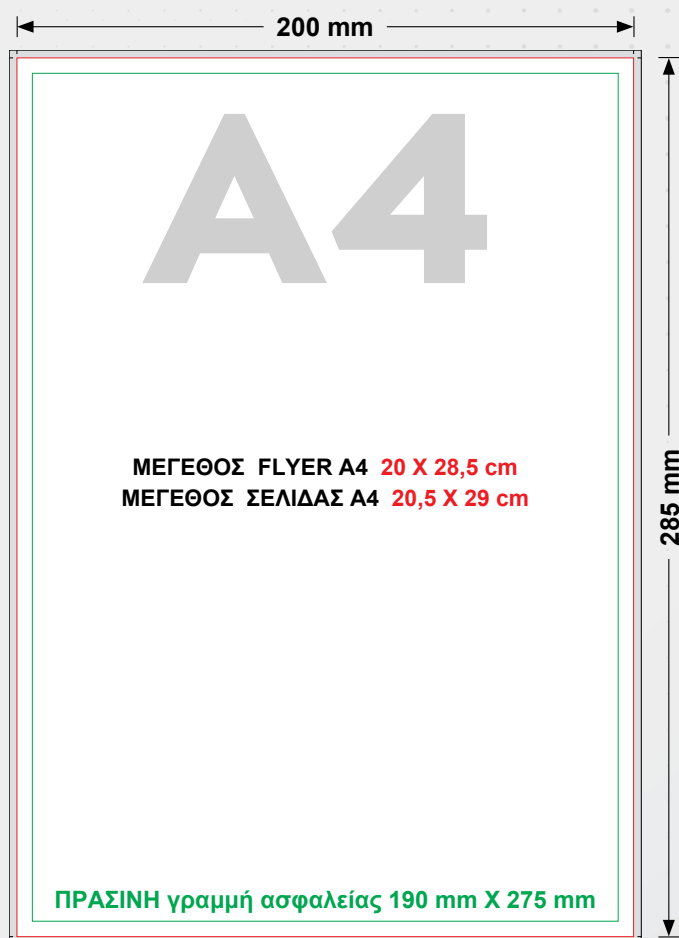 200 mm
A4
ΜΕΓΕΘΟΣ FLYER A4 20 X 28,5 cm
ΜΕΓΕΘΟΣ ΣΕΛΙΔΑΣ A4 20,5 X 29 cm
285 mm
ΠΡΑΣΙΝΗ γραμμή ασφαλείας 190 mm X 275 mm